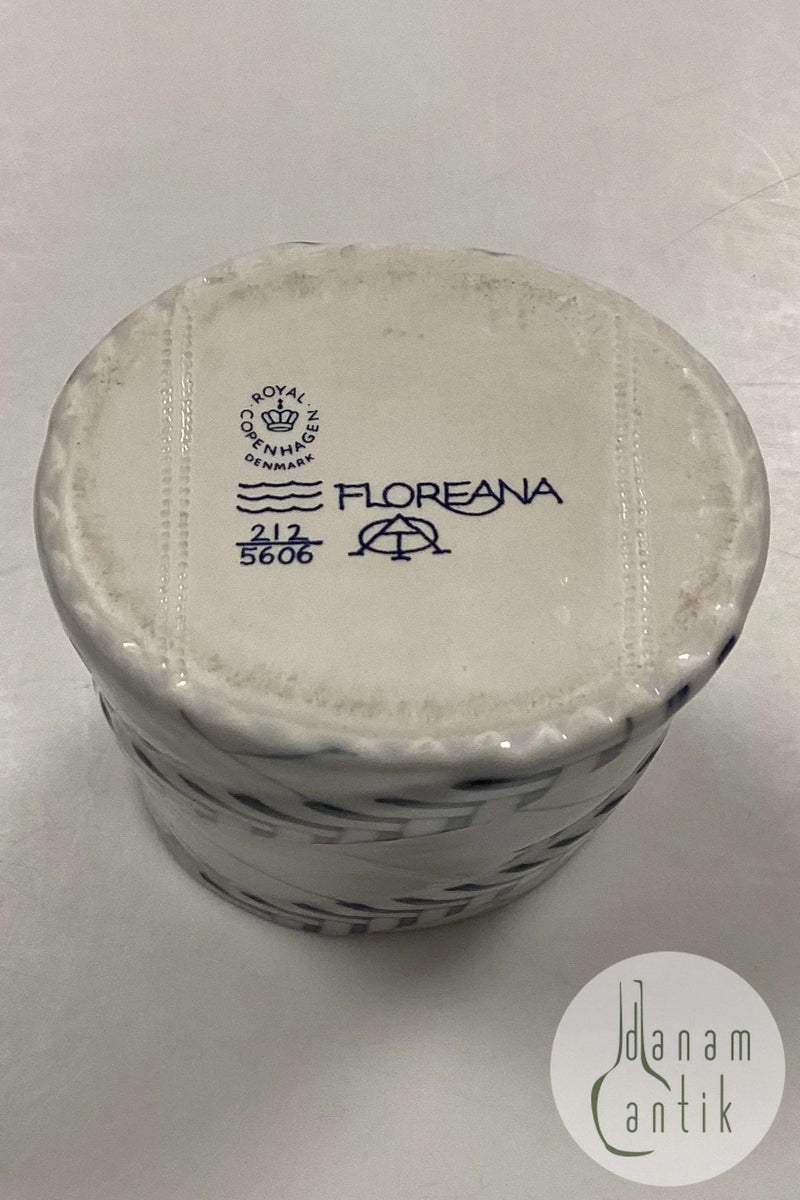 ROYAL
COPENHAGEN
DENMARK
FLOREANA
212
5606
danam
antik